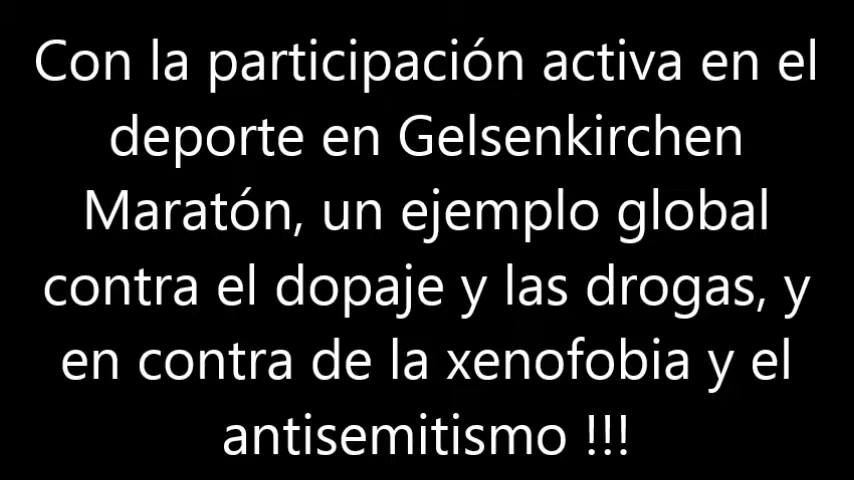 Con la participación activa en el
deporte en Gelsenkirchen
Maratón, un ejemplo global
contra el dopaje y las drogas, y
en contra de la xenofobia y el
antisemitismo !!!